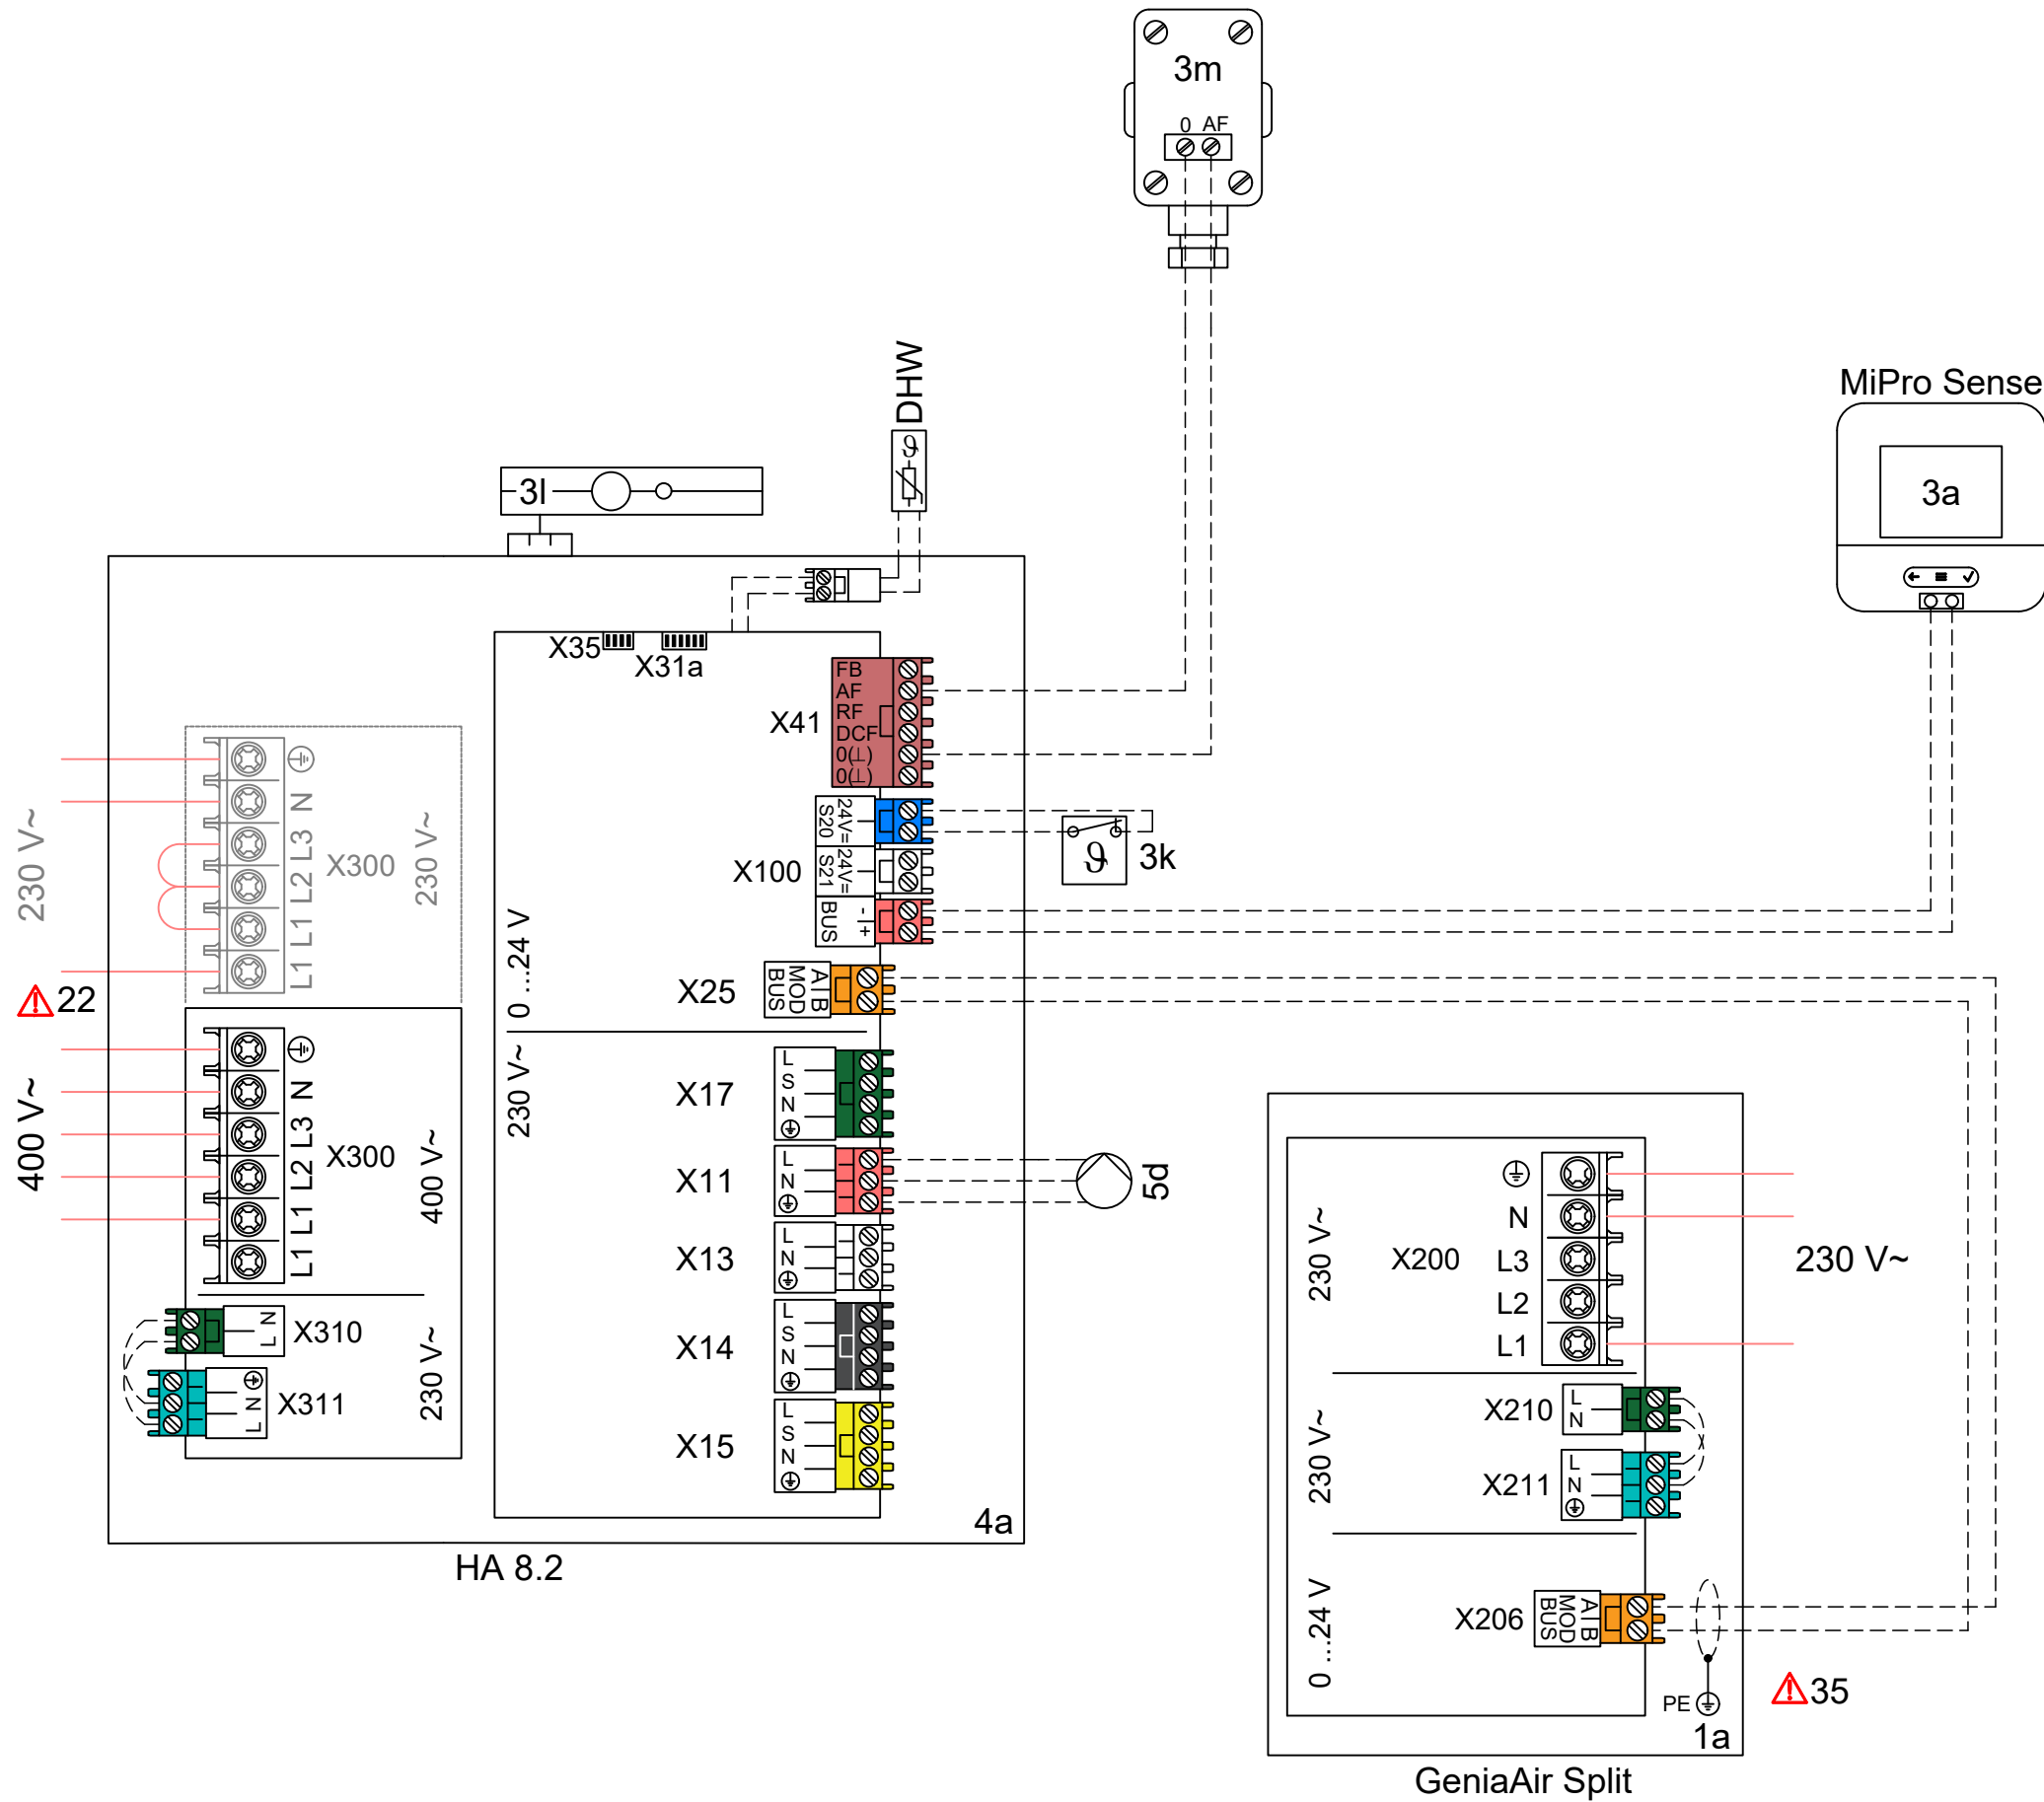 3m
0 AF
DHW
ϑ
MiPro Sense
3a
3l
X35
X31a
X41
FB
AF
RF
DCF
0(⊥)
0(⊥)
X100
24V=
S20
24V=
S21
BUS
- +
ϑ
3k
X25
A B
MOD
BUS
0 ...24 V
230 V~
X17
L
S
N
X11
L
N
5d
X13
L
N
X14
L
S
N
X15
L
S
N
4a
HA 8.2
230 V~
N
L3
L2
L1
L1
X300
230 V~
22
400 V~
N
L3
L2
L1
L1
X300
400 V~
X310
L N
X311
L N
230 V~
230 V~
X200
N
L3
L2
L1
230 V~
230 V~
X210
L
N
X211
L
N
0 ...24 V
X206
A B
MOD
BUS
PE
35
1a
GeniaAir Split